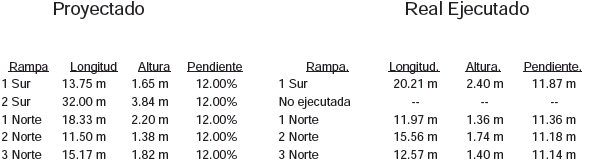 Proyectado Real Ejecutado
Rampa Longitud Altura Pendiente Rampa. Longitud. Altura. Pendiente.
1 Sur 13.75 m 1.65 m 12.00% 1 Sur 20.21 m 2.40 m 11.87 m
2 Sur 32.00 m 3.84 m 12.00% No ejecutada -- -- --
1 Norte 18.33 m 2.20 m 12.00% 1 Norte 11.97 m 1.36 m 11.36 m
2 Norte 11.50 m 1.38 m 12.00% 2 Norte 15.56 m 1.74 m 11.18 m
3 Norte 15.17 m 1.82 m 12.00% 3 Norte 12.57 m 1.40 m 11.14 m